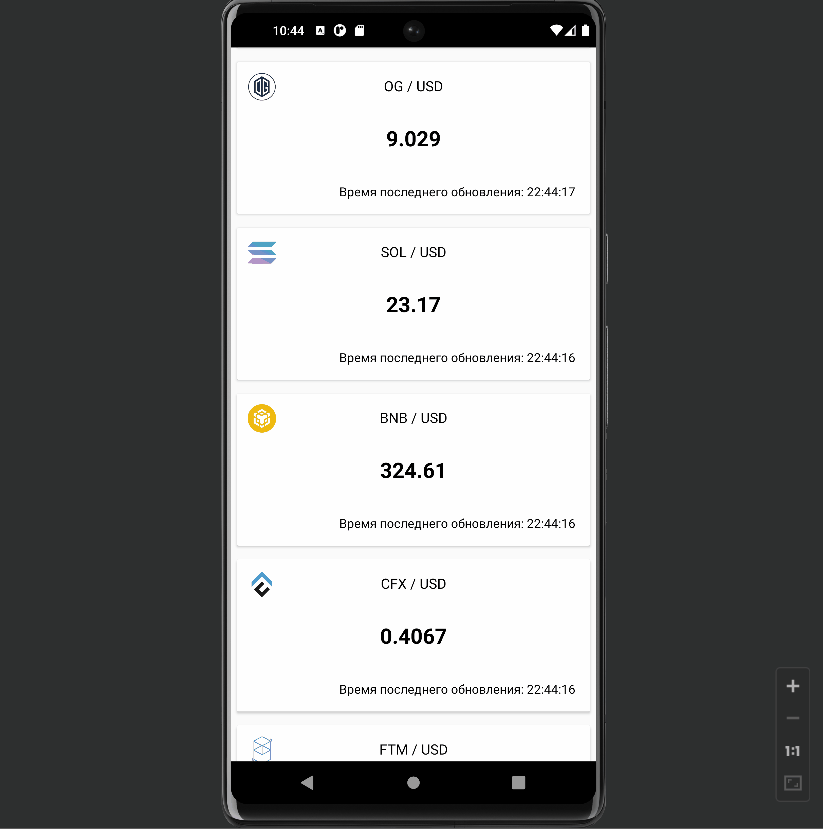 10:44
OG / USD
9.029
Время последнего обновления: 22:44:17
SOL / USD
23.17
Время последнего обновления: 22:44:16
BNB / USD
324.61
Время последнего обновления: 22:44:16
CFX / USD
0.4067
Время последнего обновления: 22:44:16
FTM / USD
1:1